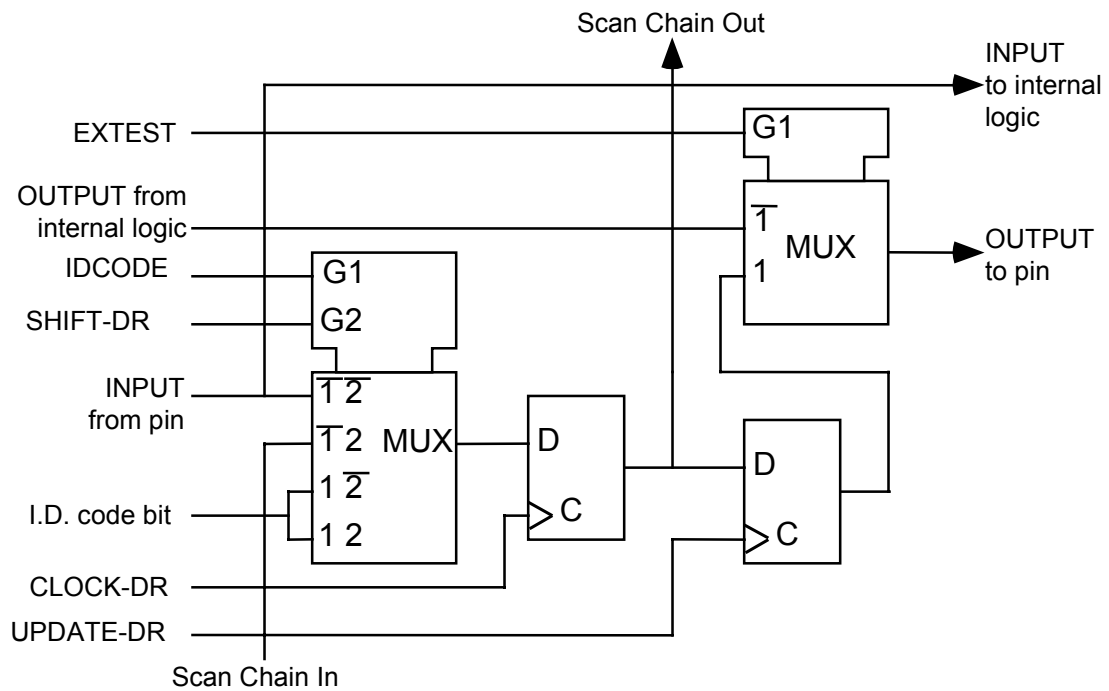 Scan Chain Out
INPUT
to internal
logic
EXTEST
G1
OUTPUT from
internal logic
1̅
MUX
1
OUTPUT
to pin
IDCODE
G1
SHIFT-DR
G2
INPUT
from pin
1̅ 2̅
1̅ 2
MUX
1 2̅
1 2
D
C
D
C
I.D. code bit
CLOCK-DR
UPDATE-DR
Scan Chain In